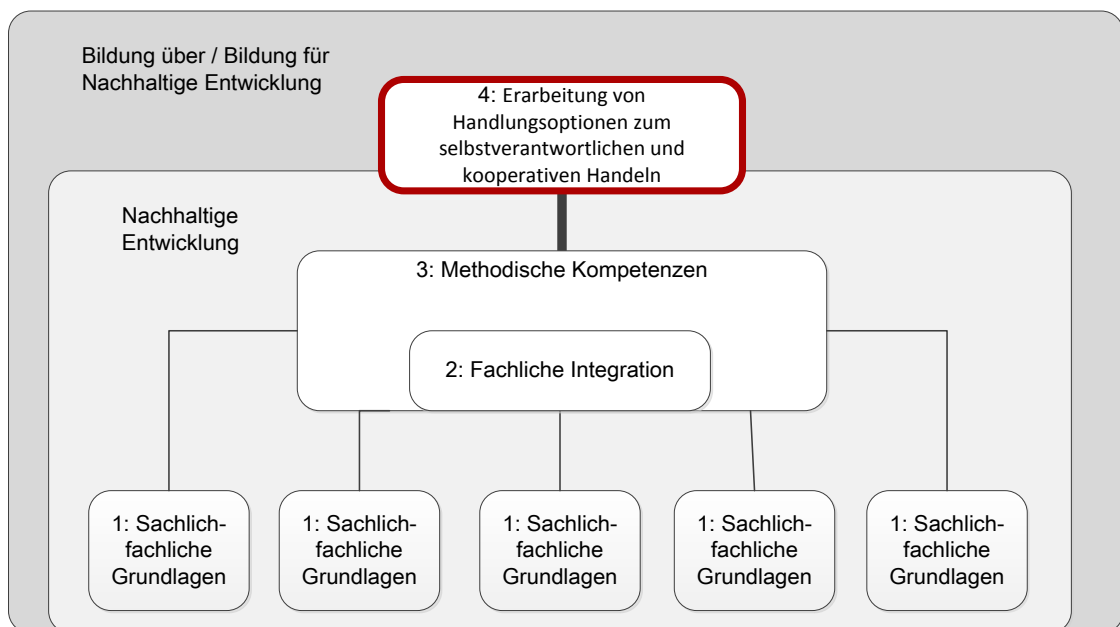 Bildung über / Bildung für
Nachhaltige Entwicklung
4: Erarbeitung von
Handlungsoptionen zum
selbstverantwortlichen und
kooperativen Handeln
Nachhaltige
Entwicklung
3: Methodische Kompetenzen
2: Fachliche Integration
1: Sachlich-
fachliche
Grundlagen
1: Sachlich-
fachliche
Grundlagen
1: Sachlich-
fachliche
Grundlagen
1: Sachlich-
fachliche
Grundlagen
1: Sachlich-
fachliche
Grundlagen